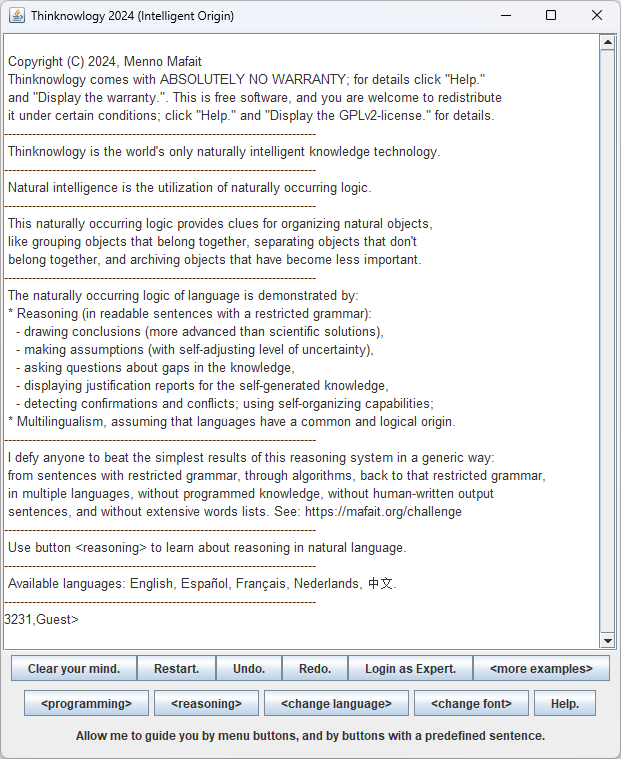 Thinknowlogy 2024 (Intelligent Origin)
Copyright (C) 2024, Menno Mafait
Thinknowlogy comes with ABSOLUTELY NO WARRANTY; for details click "Help."
and "Display the warranty.". This is free software, and you are welcome to redistribute
it under certain conditions; click "Help." and "Display the GPLv2-license." for details.
Thinknowlogy is the world's only naturally intelligent knowledge technology.
Natural intelligence is the utilization of naturally occurring logic.
This naturally occurring logic provides clues for organizing natural objects,
like grouping objects that belong together, separating objects that don't
belong together, and archiving objects that have become less important.
The naturally occurring logic of language is demonstrated by:
* Reasoning (in readable sentences with a restricted grammar):
- drawing conclusions (more advanced than scientific solutions),
- making assumptions (with self-adjusting level of uncertainty),
- asking questions about gaps in the knowledge,
- displaying justification reports for the self-generated knowledge,
- detecting confirmations and conflicts; using self-organizing capabilities;
* Multilingualism, assuming that languages have a common and logical origin.
I defy anyone to beat the simplest results of this reasoning system in a generic way:
from sentences with restricted grammar, through algorithms, back to that restricted grammar,
in multiple languages, without programmed knowledge, without human-written output
sentences, and without extensive words lists. See: https://mafait.org/challenge
Use button <reasoning> to learn about reasoning in natural language.
Available languages: English, Español, Français, Nederlands, 中文.
3231,Guest>
Clear your mind. Restart. Undo. Redo. Login as Expert. <more examples>
<programming> <reasoning> <change language> <change font> Help.
Allow me to guide you by menu buttons, and by buttons with a predefined sentence.